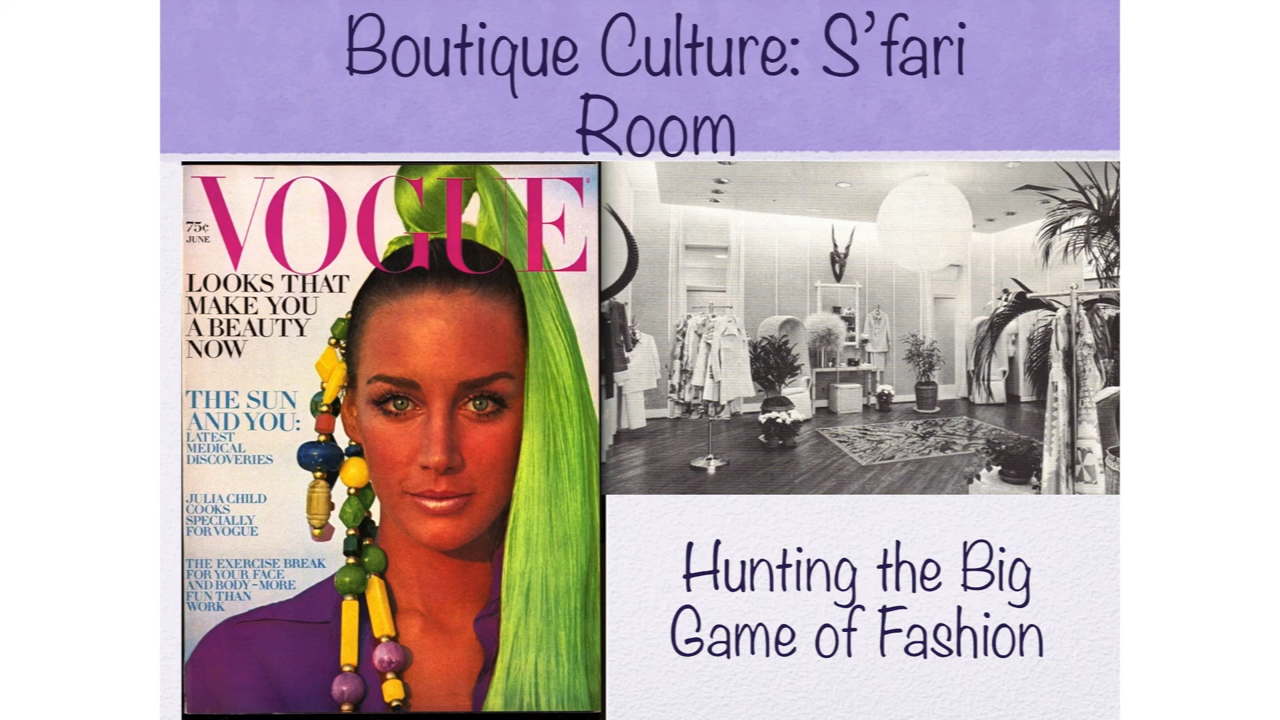 Boutique Culture: S’fari
Room
VOGUE
75¢
JUNE
LOOKS THAT
MAKE YOU
A BEAUTY
NOW
THE SUN
AND YOU:
LATEST
MEDICAL
DISCOVERIES
JULIA CHILD
COOKS
SPECIALLY
FOR VOGUE
THE EXERCISE BREAK
FOR YOUR FACE
AND BODY–MORE
FUN THAN
WORK
Hunting the Big
Game of Fashion